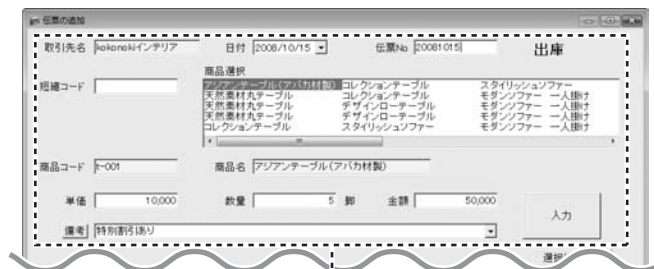 伝票の追加
取引先名 kokonokiインテリア 日付 2008/10/15 伝票No 20081015 出庫
商品選択
短縮コード
アジアンテーブル(アバカ材製) コレクションテーブル スタイリッシュソファー
天然素材丸テーブル コレクションテーブル モダンソファー 一人掛け
天然素材丸テーブル デザインローテーブル モダンソファー 一人掛け
天然素材丸テーブル デザインローテーブル モダンソファー 一人掛け
コレクションテーブル スタイリッシュソファー モダンソファー 一人掛け
商品コード t-001 商品名 アジアンテーブル(アバカ材製)
単価 10,000 数量 5 脚 金額 50,000
入力
備考 特別割引あり
選択